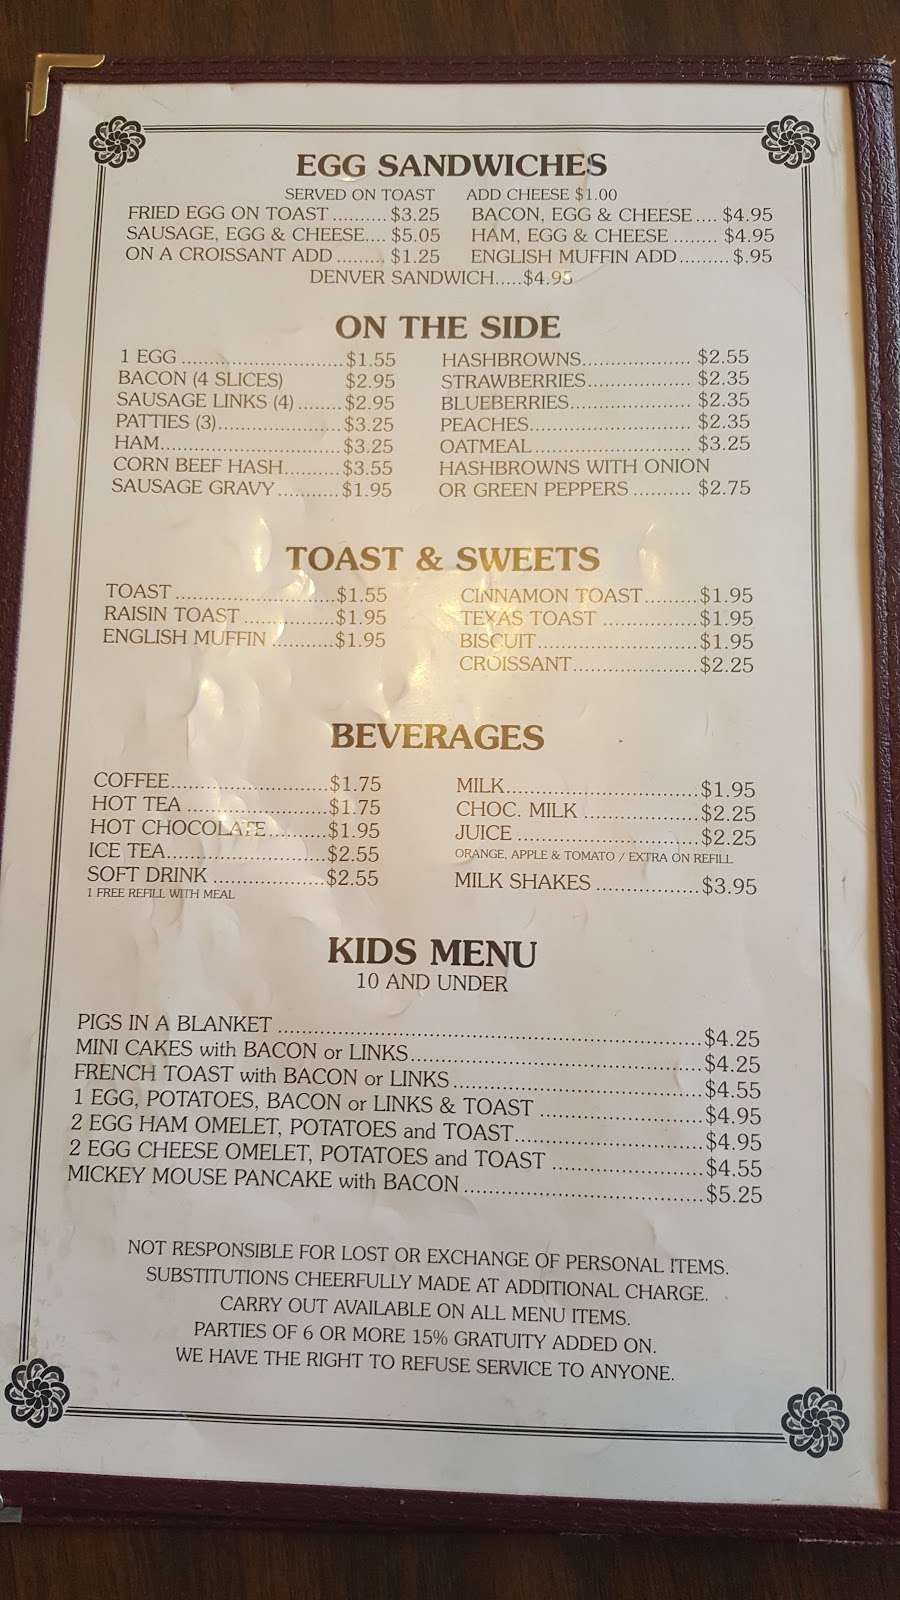 EGG SANDWICHES
SERVED ON TOAST ADD CHEESE $1.00
FRIED EGG ON TOAST .......... $3.25 BACON, EGG & CHEESE .... $4.95
SAUSAGE, EGG & CHEESE.... $5.05 HAM, EGG & CHEESE ........ $4.95
ON A CROISSANT ADD ......... $1.25 ENGLISH MUFFIN ADD ......... $.95
DENVER SANDWICH.....$4.95
ON THE SIDE
1 EGG ............................ $1.55
BACON (4 SLICES) $2.95
SAUSAGE LINKS (4) ........ $2.95
PATTIES (3)...................... $3.25
HAM................................ $3.25
CORN BEEF HASH.......... $3.55
SAUSAGE GRAVY ........... $1.95
HASHBROWNS.................... $2.55
STRAWBERRIES................... $2.35
BLUEBERRIES...................... $2.35
PEACHES............................. $2.35
OATMEAL............................ $3.25
HASHBROWNS WITH ONION
OR GREEN PEPPERS .......... $2.75
TOAST & SWEETS
TOAST ............................ $1.55
RAISIN TOAST ................ $1.95
ENGLISH MUFFIN ........... $1.95
CINNAMON TOAST......... $1.95
TEXAS TOAST ................. $1.95
BISCUIT............................ $1.95
CROISSANT...................... $2.25
BEVERAGES
COFFEE............................ $1.75
HOT TEA ......................... $1.75
HOT CHOCOLATE.......... $1.95
ICE TEA............................ $2.55
SOFT DRINK .................... $2.55
1 FREE REFILL WITH MEAL
MILK.................................. $1.95
CHOC. MILK .................... $2.25
JUICE ................................ $2.25
ORANGE, APPLE & TOMATO / EXTRA ON REFILL
MILK SHAKES .................. $3.95
KIDS MENU
10 AND UNDER
PIGS IN A BLANKET .................................................... $4.25
MINI CAKES with BACON or LINKS................................ $4.25
FRENCH TOAST with BACON or LINKS ........................... $4.55
1 EGG, POTATOES, BACON or LINKS & TOAST ................ $4.95
2 EGG HAM OMELET, POTATOES and TOAST.................... $4.95
2 EGG CHEESE OMELET, POTATOES and TOAST ................ $4.55
MICKEY MOUSE PANCAKE with BACON ........................... $5.25
NOT RESPONSIBLE FOR LOST OR EXCHANGE OF PERSONAL ITEMS.
SUBSTITUTIONS CHEERFULLY MADE AT ADDITIONAL CHARGE.
CARRY OUT AVAILABLE ON ALL MENU ITEMS.
PARTIES OF 6 OR MORE 15% GRATUITY ADDED ON.
WE HAVE THE RIGHT TO REFUSE SERVICE TO ANYONE.